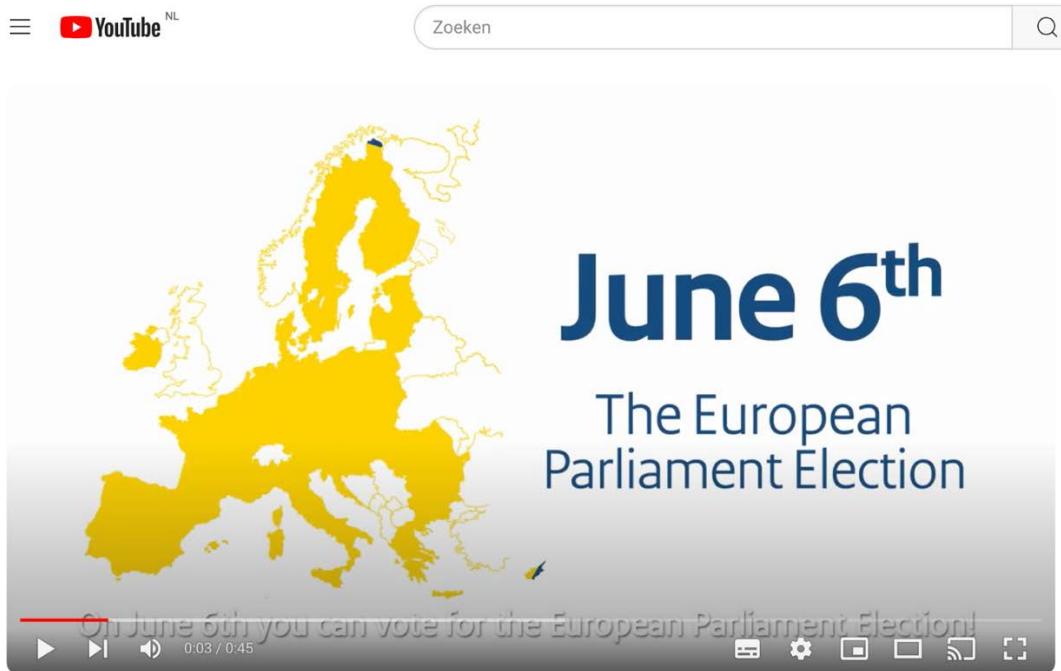 YouTube NL
Zoeken
June 6th
The European
Parliament Election
On June 6th you can vote for the European Parliament Election!
0:03 / 0:45